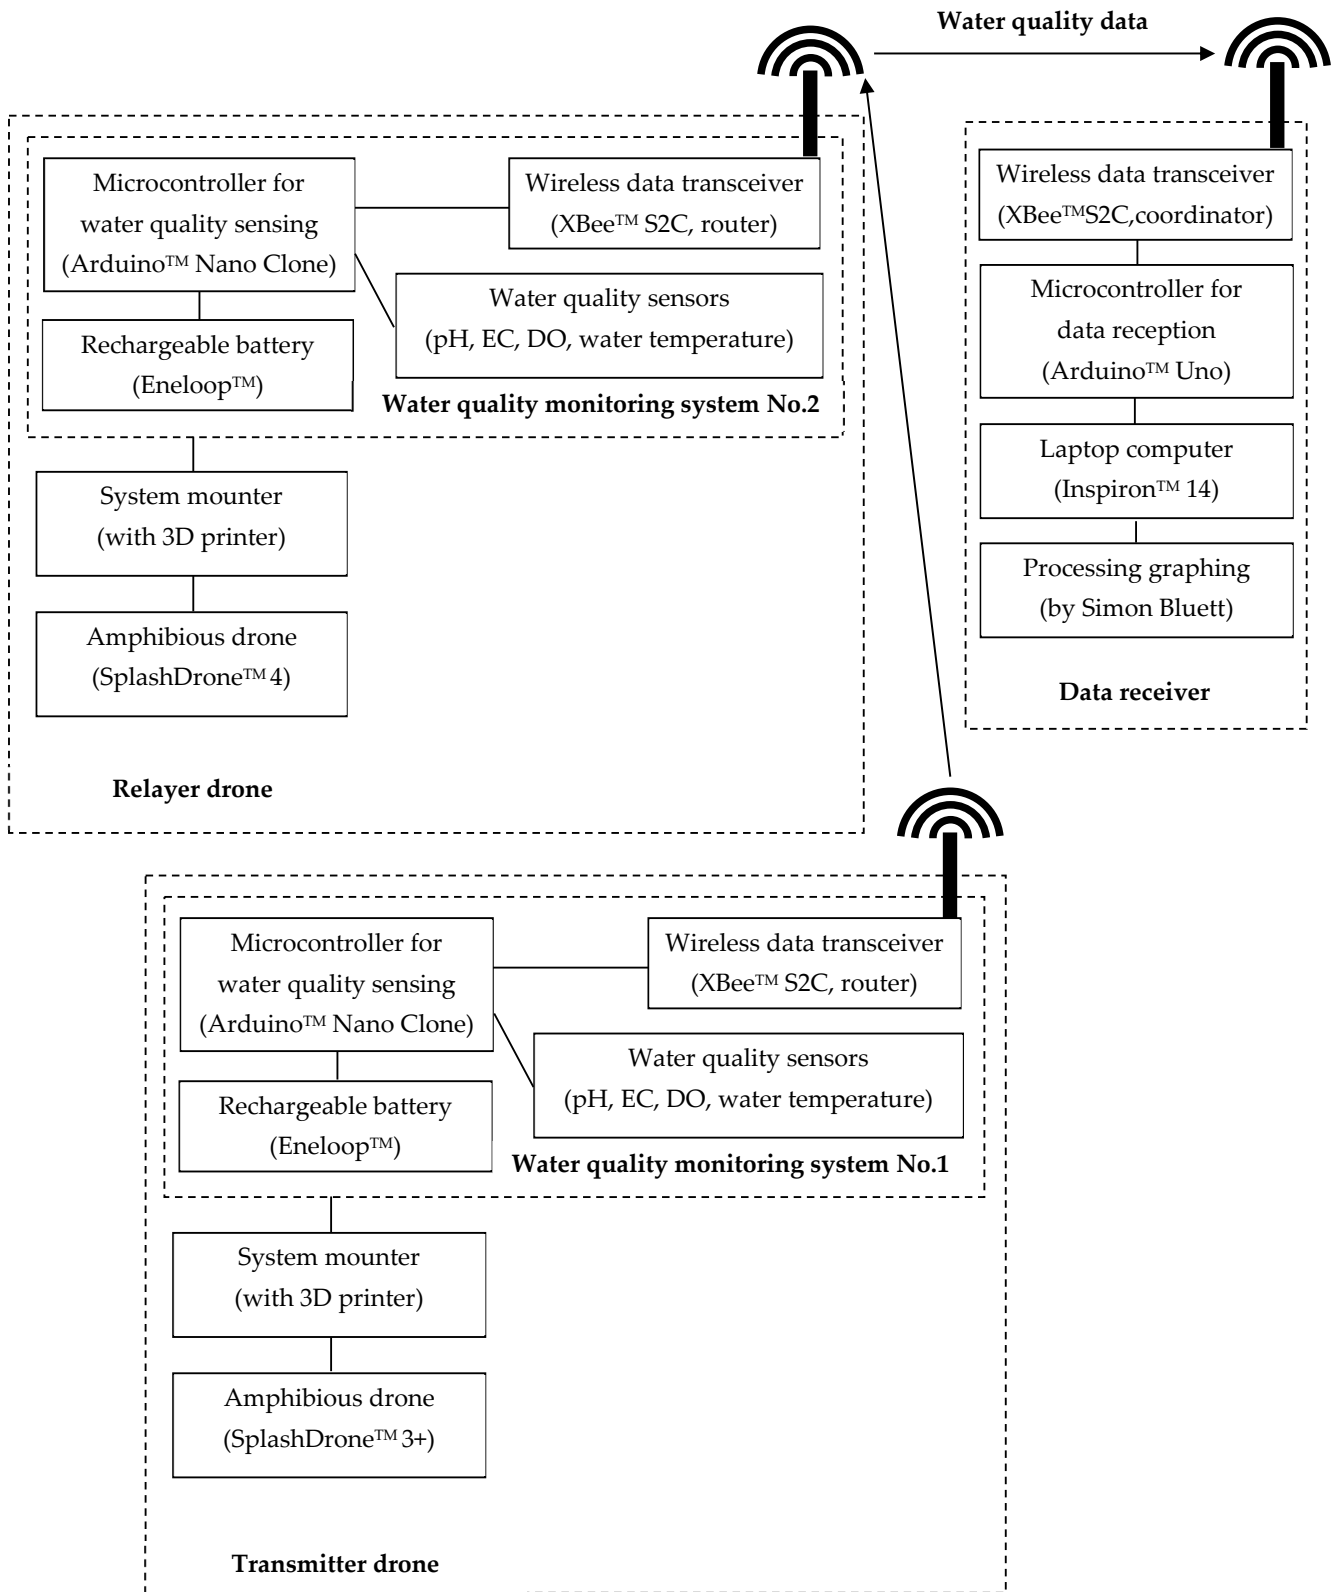 Water quality data
Microcontroller for
water quality sensing
(Arduino™ Nano Clone)
Wireless data transceiver
(XBee™ S2C, router)
Water quality sensors
(pH, EC, DO, water temperature)
Rechargeable battery
(Eneloop™)
Water quality monitoring system No.2
System mounter
(with 3D printer)
Amphibious drone
(SplashDrone™ 4)
Relayer drone
Wireless data transceiver
(XBee™S2C,coordinator)
Microcontroller for
data reception
(Arduino™ Uno)
Laptop computer
(Inspiron™ 14)
Processing graphing
(by Simon Bluett)
Data receiver
Microcontroller for
water quality sensing
(Arduino™ Nano Clone)
Wireless data transceiver
(XBee™ S2C, router)
Water quality sensors
(pH, EC, DO, water temperature)
Rechargeable battery
(Eneloop™)
Water quality monitoring system No.1
System mounter
(with 3D printer)
Amphibious drone
(SplashDrone™ 3+)
Transmitter drone